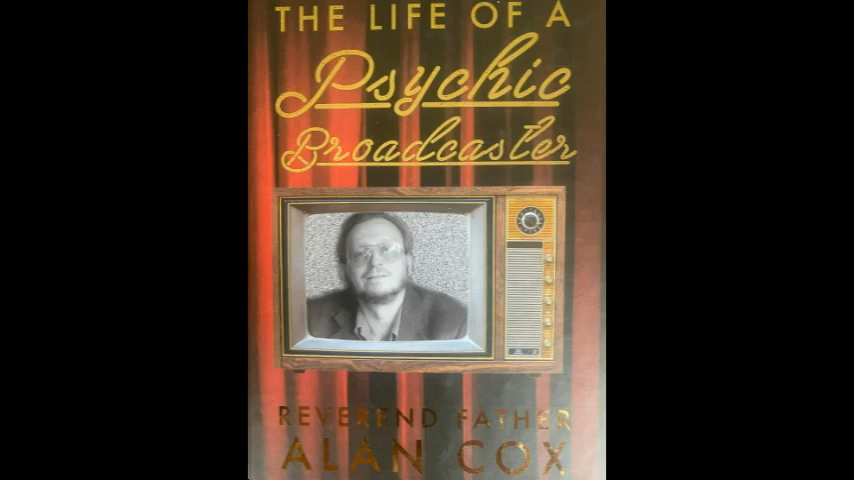 THE LIFE OF A
Psychic
Broadcaster
REVEREND FATHER
ALAN COX